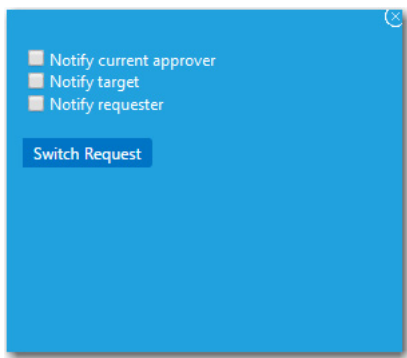 Notify current approver
Notify target
Notify requester
Switch Request